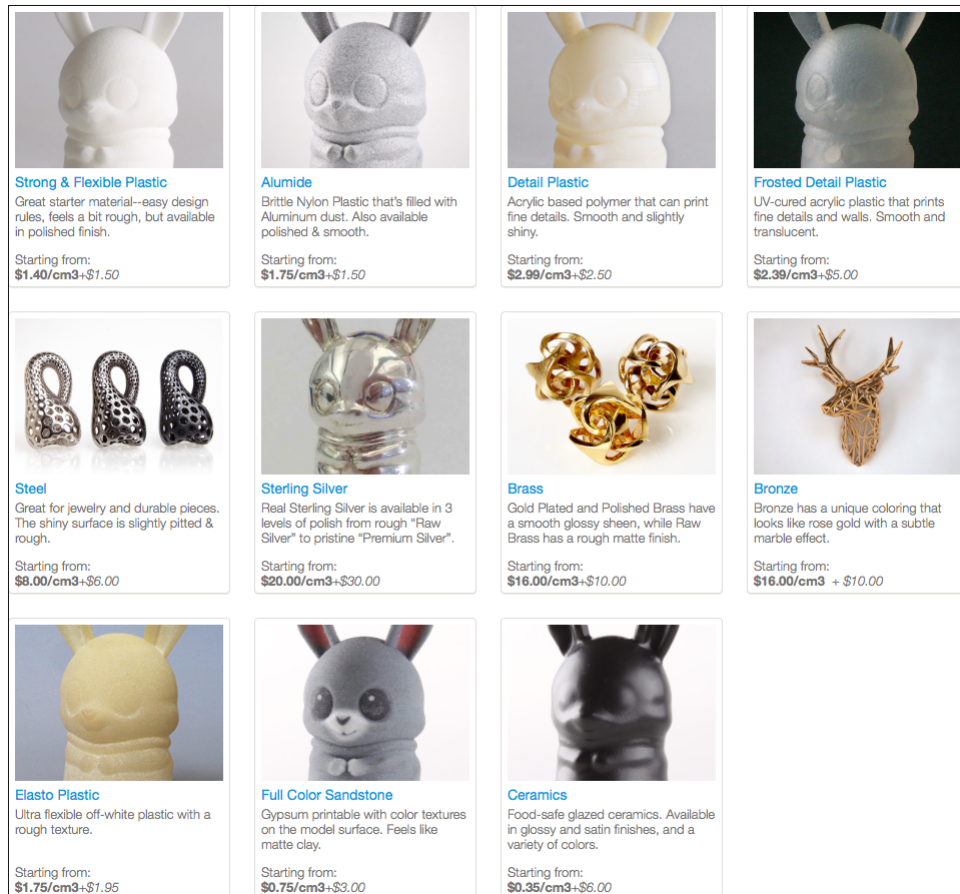 Strong & Flexible Plastic
Great starter material--easy design
rules, feels a bit rough, but available
in polished finish.
Starting from:
$1.40/cm3+$1.50
Alumide
Brittle Nylon Plastic that's filled with
Aluminum dust. Also available
polished & smooth.
Starting from:
$1.75/cm3+$1.50
Detail Plastic
Acrylic based polymer that can print
fine details. Smooth and slightly
shiny.
Starting from:
$2.99/cm3+$2.50
Frosted Detail Plastic
UV-cured acrylic plastic that prints
fine details and walls. Smooth and
translucent.
Starting from:
$2.39/cm3+$5.00
Steel
Great for jewelry and durable pieces.
The shiny surface is slightly pitted &
rough.
Starting from:
$8.00/cm3+$6.00
Sterling Silver
Real Sterling Silver is available in 3
levels of polish from rough “Raw
Silver” to pristine “Premium Silver”.
Starting from:
$20.00/cm3+$30.00
Brass
Gold Plated and Polished Brass have
a smooth glossy sheen, while Raw
Brass has a rough matte finish.
Starting from:
$16.00/cm3+$10.00
Bronze
Bronze has a unique coloring that
looks like rose gold with a subtle
marble effect.
Starting from:
$16.00/cm3 + $10.00
Elasto Plastic
Ultra flexible off-white plastic with a
rough texture.
Starting from:
$1.75/cm3+$1.95
Full Color Sandstone
Gypsum printable with color textures
on the model surface. Feels like
matte clay.
Starting from:
$0.75/cm3+$3.00
Ceramics
Food-safe glazed ceramics. Available
in glossy and satin finishes, and a
variety of colors.
Starting from:
$0.35/cm3+$6.00